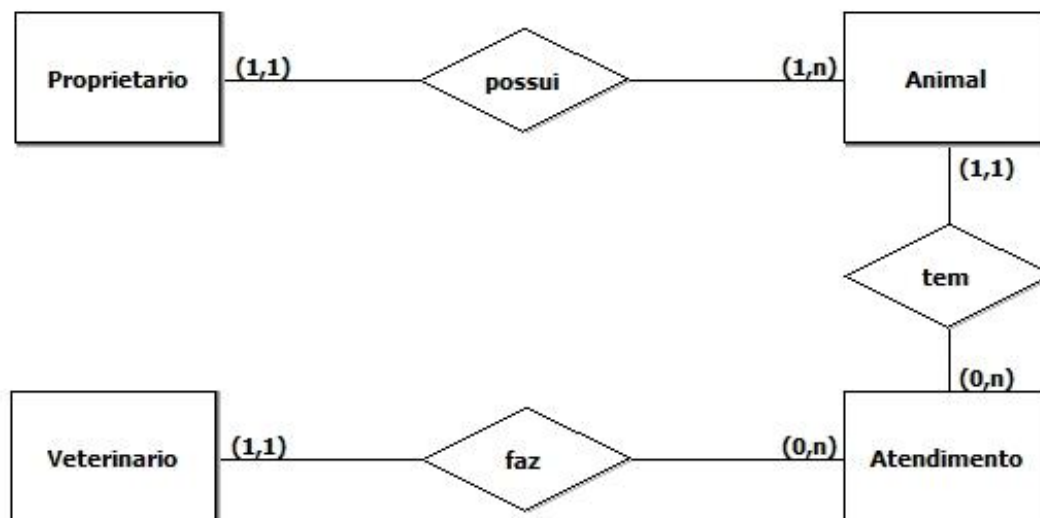 Proprietario (1,1) possui (1,n) Animal
(1,1)
tem
(0,n)
Veterinario (1,1) faz (0,n) Atendimento